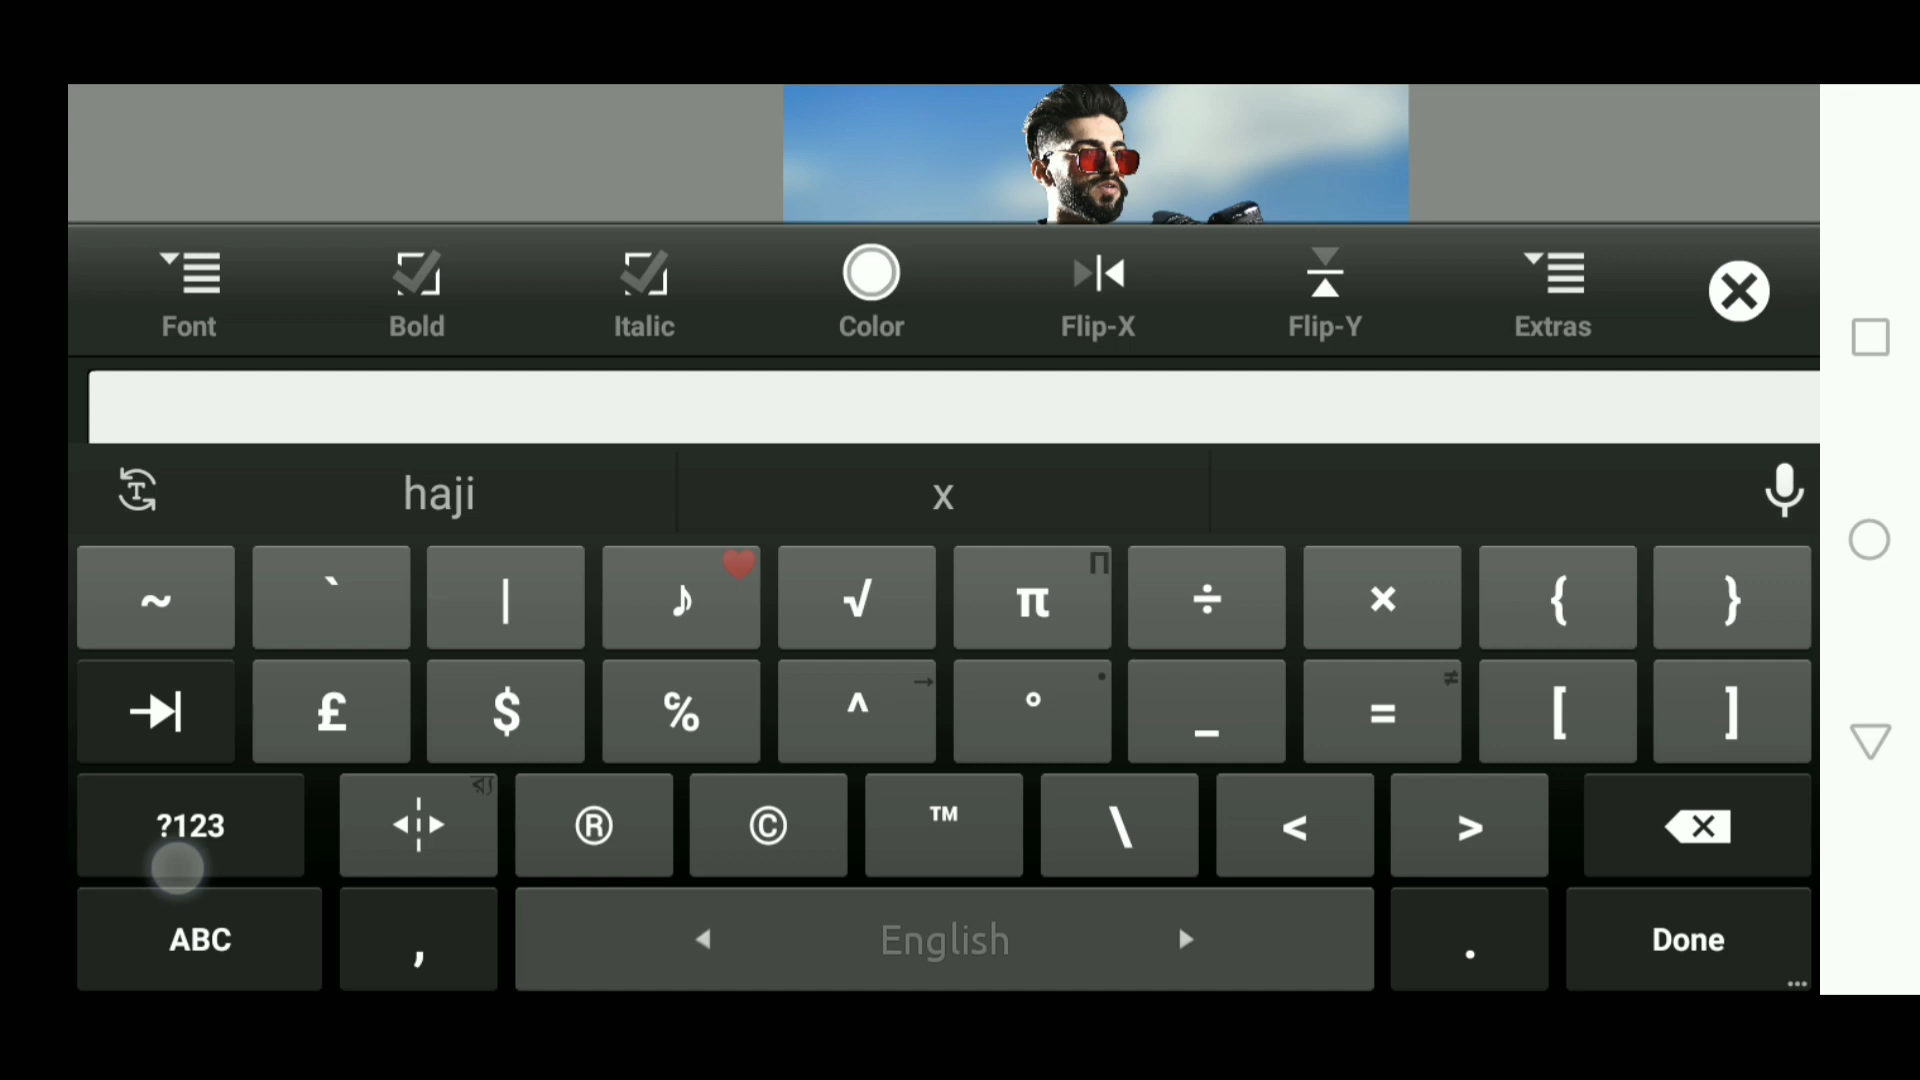 Font Bold Italic Color Flip-X Flip-Y Extras
haji x
~ ` | ♪ √ π Π ÷ × { }
£ $ ℅ ^ → ° • _ = ≠ [ ]
?123 র‍্য ® © ™ \ < >
ABC , English . Done ...